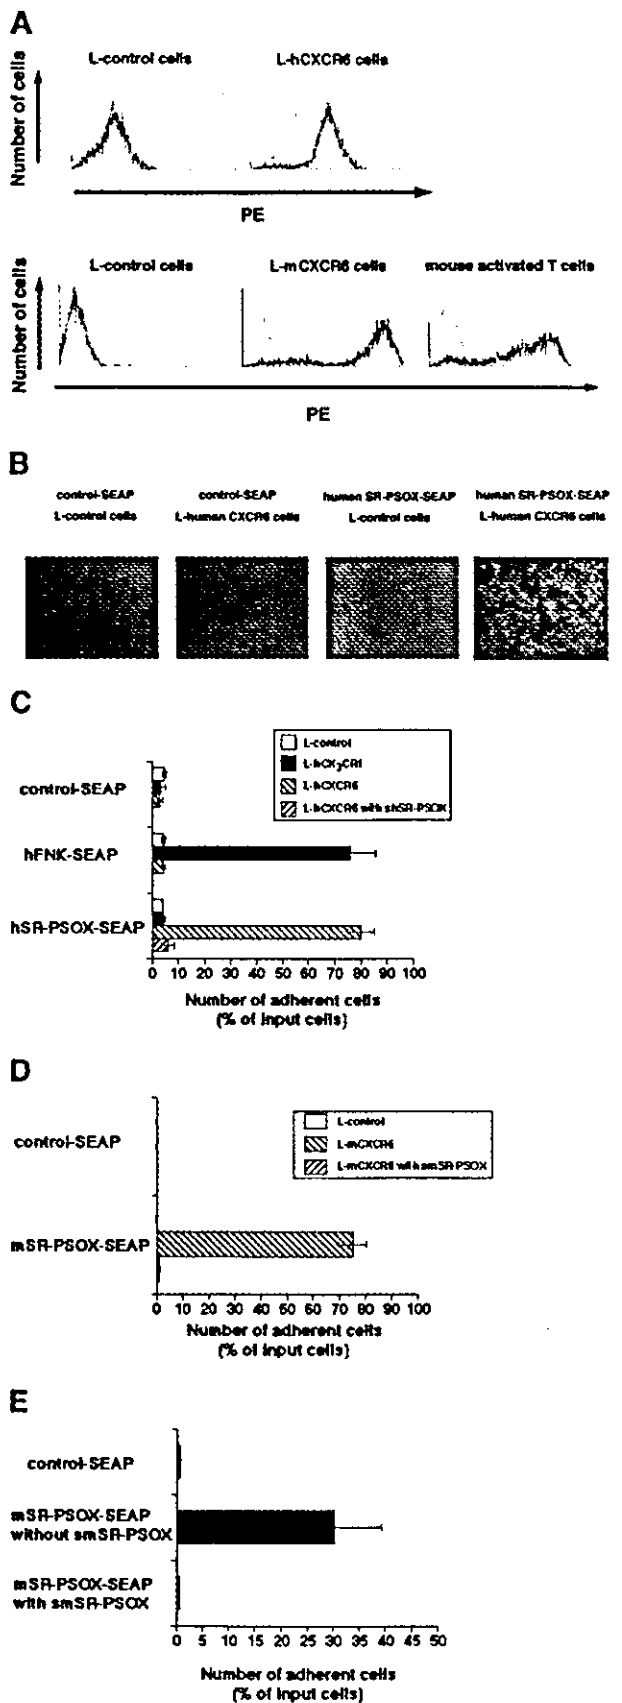 A
L-control cells
L-hCXCR6 cells
Number of cells
PE
L-control cells
L-mCXCR6 cells
mouse activated T cells
Number of cells
PE
B
control-SEAP
L-control cells
control-SEAP
L-human CXCR6 cells
human SR-PSOX-SEAP
L-control cells
human SR-PSOX-SEAP
L-human CXCR6 cells
C
L-control
L-hCX3CR1
L-hCXCR6
L-hCXCR6 with shSR-PSOX
control-SEAP
hFNK-SEAP
hSR-PSOX-SEAP
0 10 20 30 40 50 60 70 80 90 100
Number of adherent cells
(% of input cells)
D
L-control
L-mCXCR6
L-mCXCR6 with smSR-PSOX
control-SEAP
mSR-PSOX-SEAP
0 10 20 30 40 50 60 70 80 90 100
Number of adherent cells
(% of input cells)
E
control-SEAP
mSR-PSOX-SEAP
without smSR-PSOX
mSR-PSOX-SEAP
with smSR-PSOX
0 5 10 15 20 25 30 35 40 45 50
Number of adherent cells
(% of input cells)